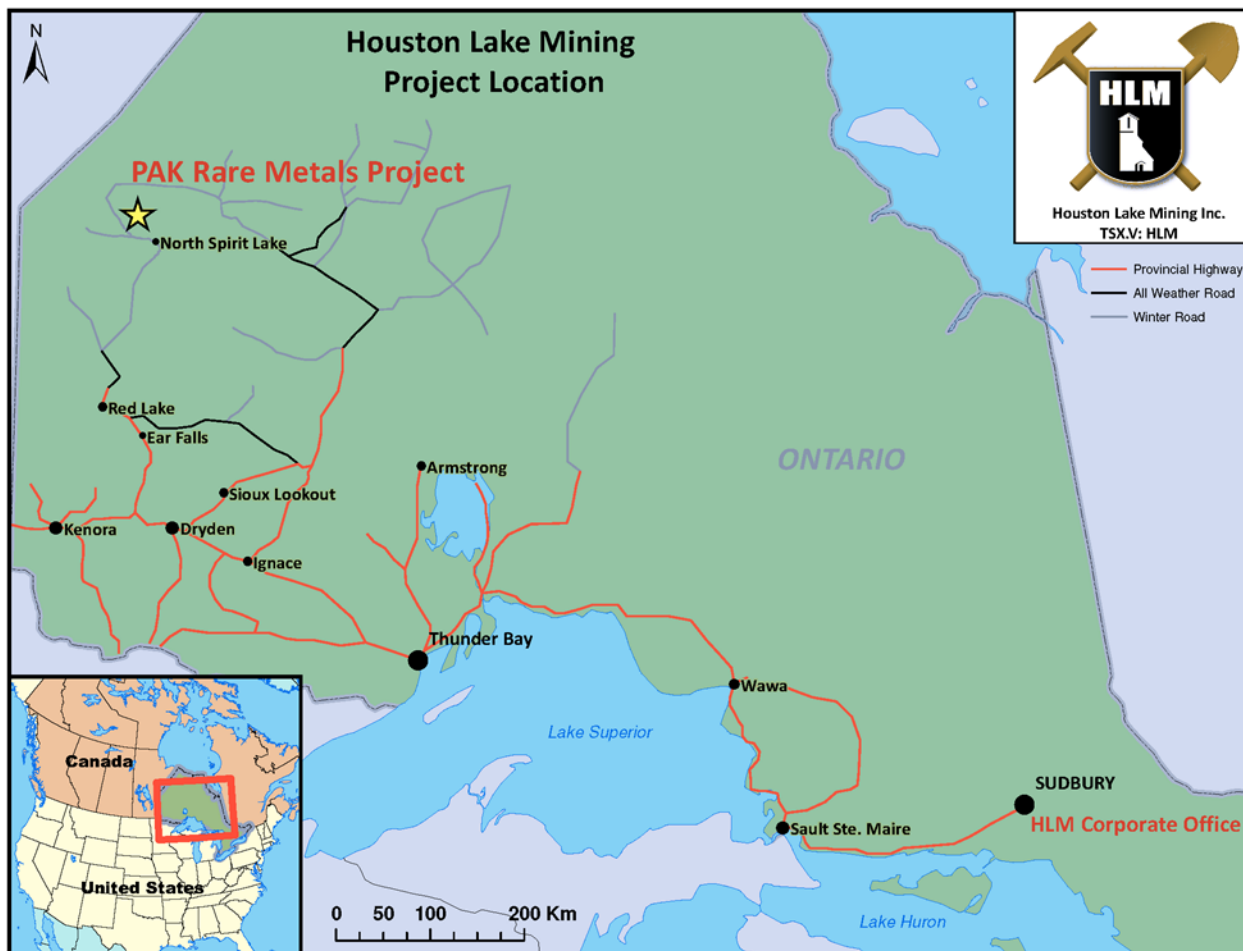 N
Houston Lake Mining
Project Location
HLM
Houston Lake Mining Inc.
TSX.V: HLM
Provincial Highway
All Weather Road
Winter Road
PAK Rare Metals Project
North Spirit Lake
Red Lake
Ear Falls
Armstrong
ONTARIO
Sioux Lookout
Kenora
Dryden
Ignace
Thunder Bay
Wawa
Lake Superior
SUDBURY
HLM Corporate Office
Sault Ste. Maire
Lake Huron
Canada
United States
0 50 100 200 Km